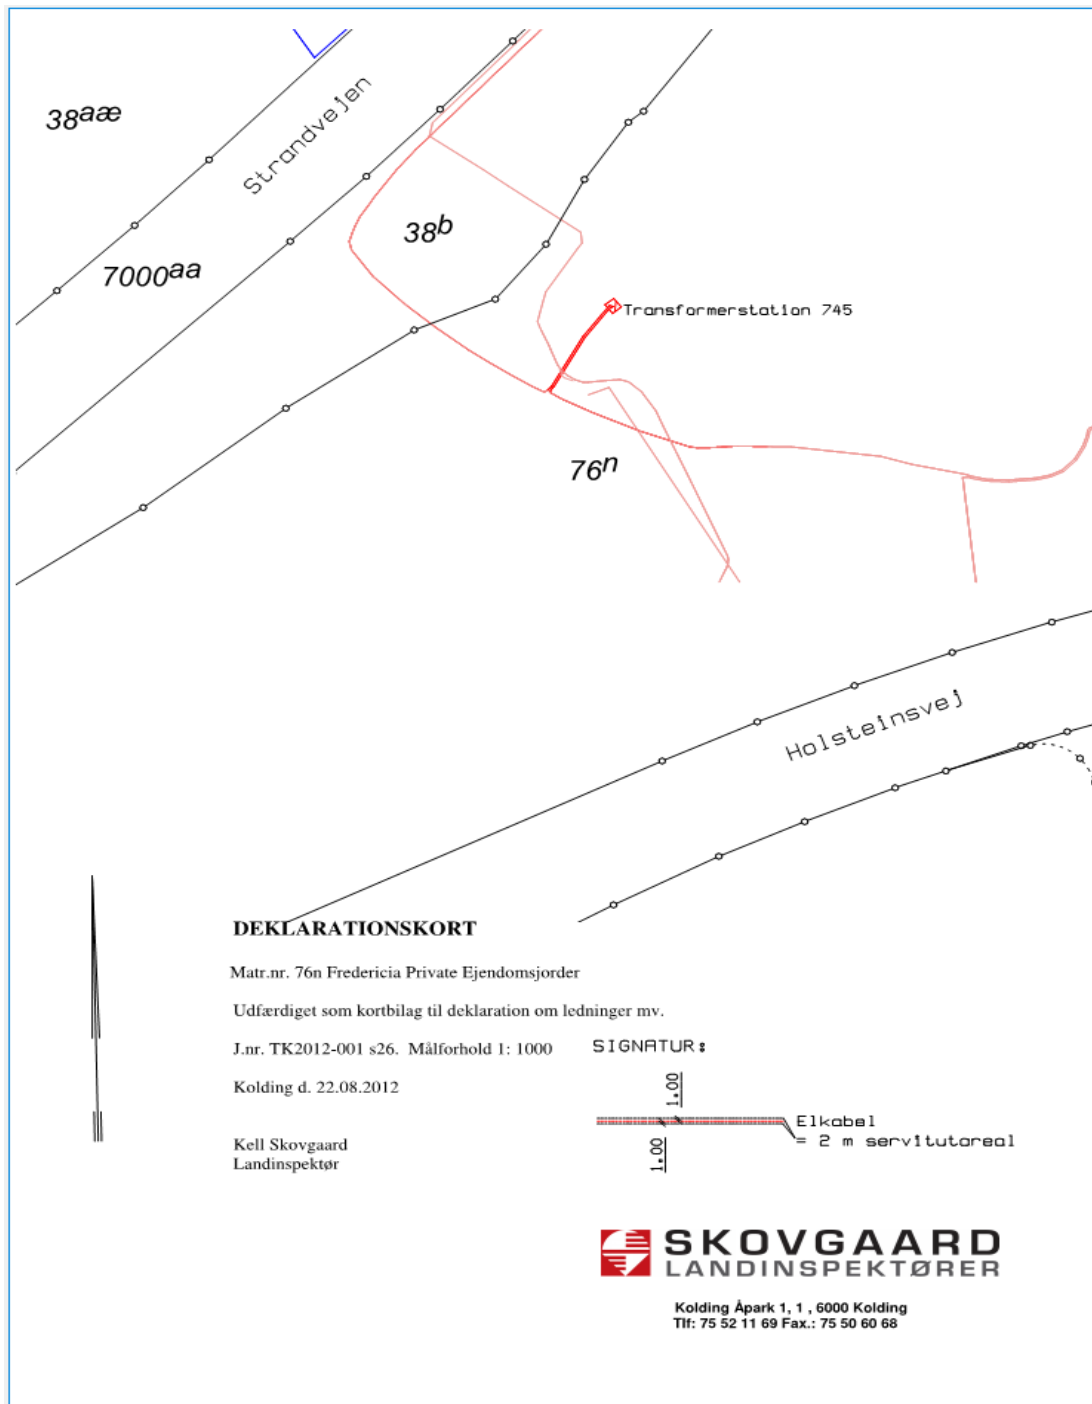 38aæ
Strandvejen
38b
7000aa
Transformerstation 745
76n
Holsteinsvej
DEKLARATIONSKORT
Matr.nr. 76n Fredericia Private Ejendomsjorder
Udfærdiget som kortbilag til deklaration om ledninger mv.
J.nr. TK2012-001 s26. Målforhold 1: 1000
SIGNATUR:
Kolding d. 22.08.2012
1.00
Elkabel
= 2 m servitutareal
1.00
Kell Skovgaard
Landinspektør
SKOVGAARD
LANDINSPEKTØRER
Kolding Åpark 1, 1 , 6000 Kolding
Tlf: 75 52 11 69 Fax.: 75 50 60 68